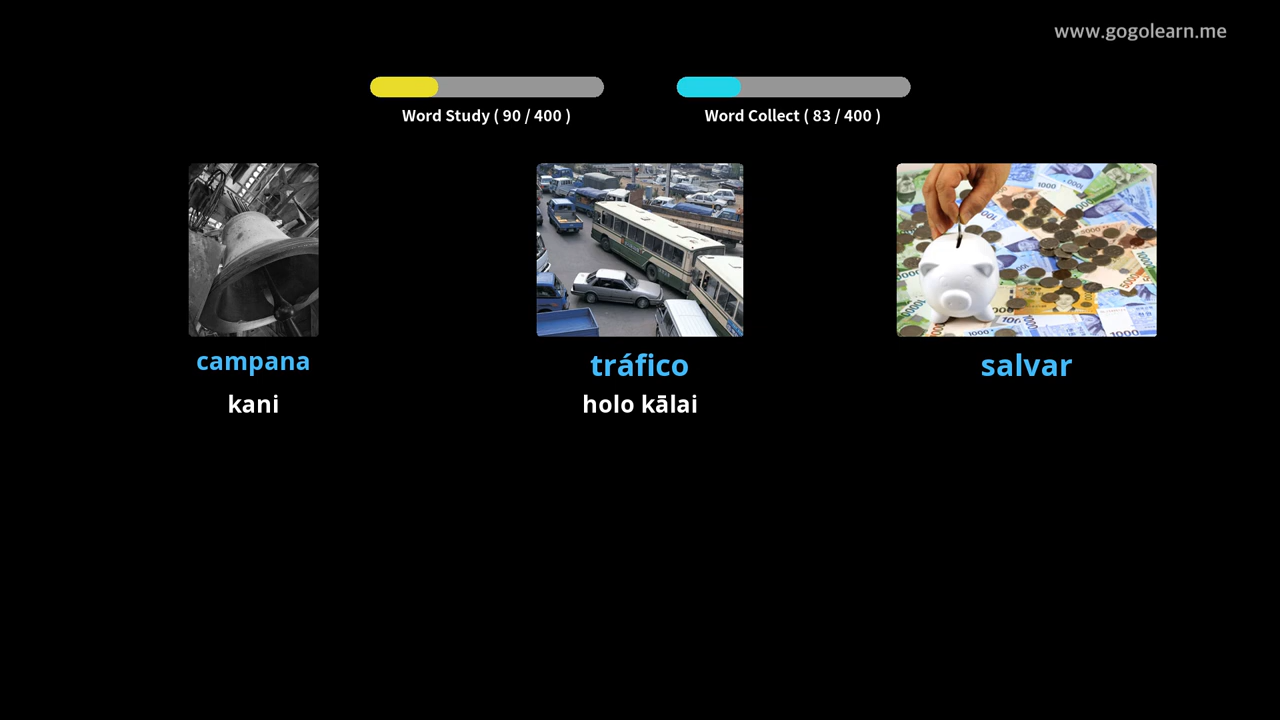 www.gogolearn.me
Word Study ( 90 / 400 )
Word Collect ( 83 / 400 )
campana
tráfico
salvar
kani
holo kālai